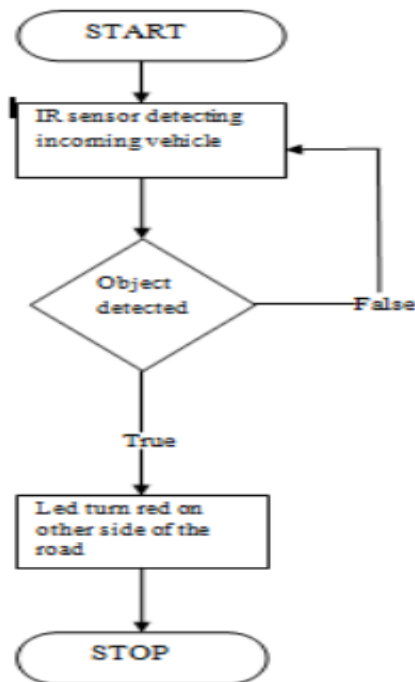 START
IR sensor detecting
incoming vehicle
Object
detected
False
True
Led turn red on
other side of the
road
STOP